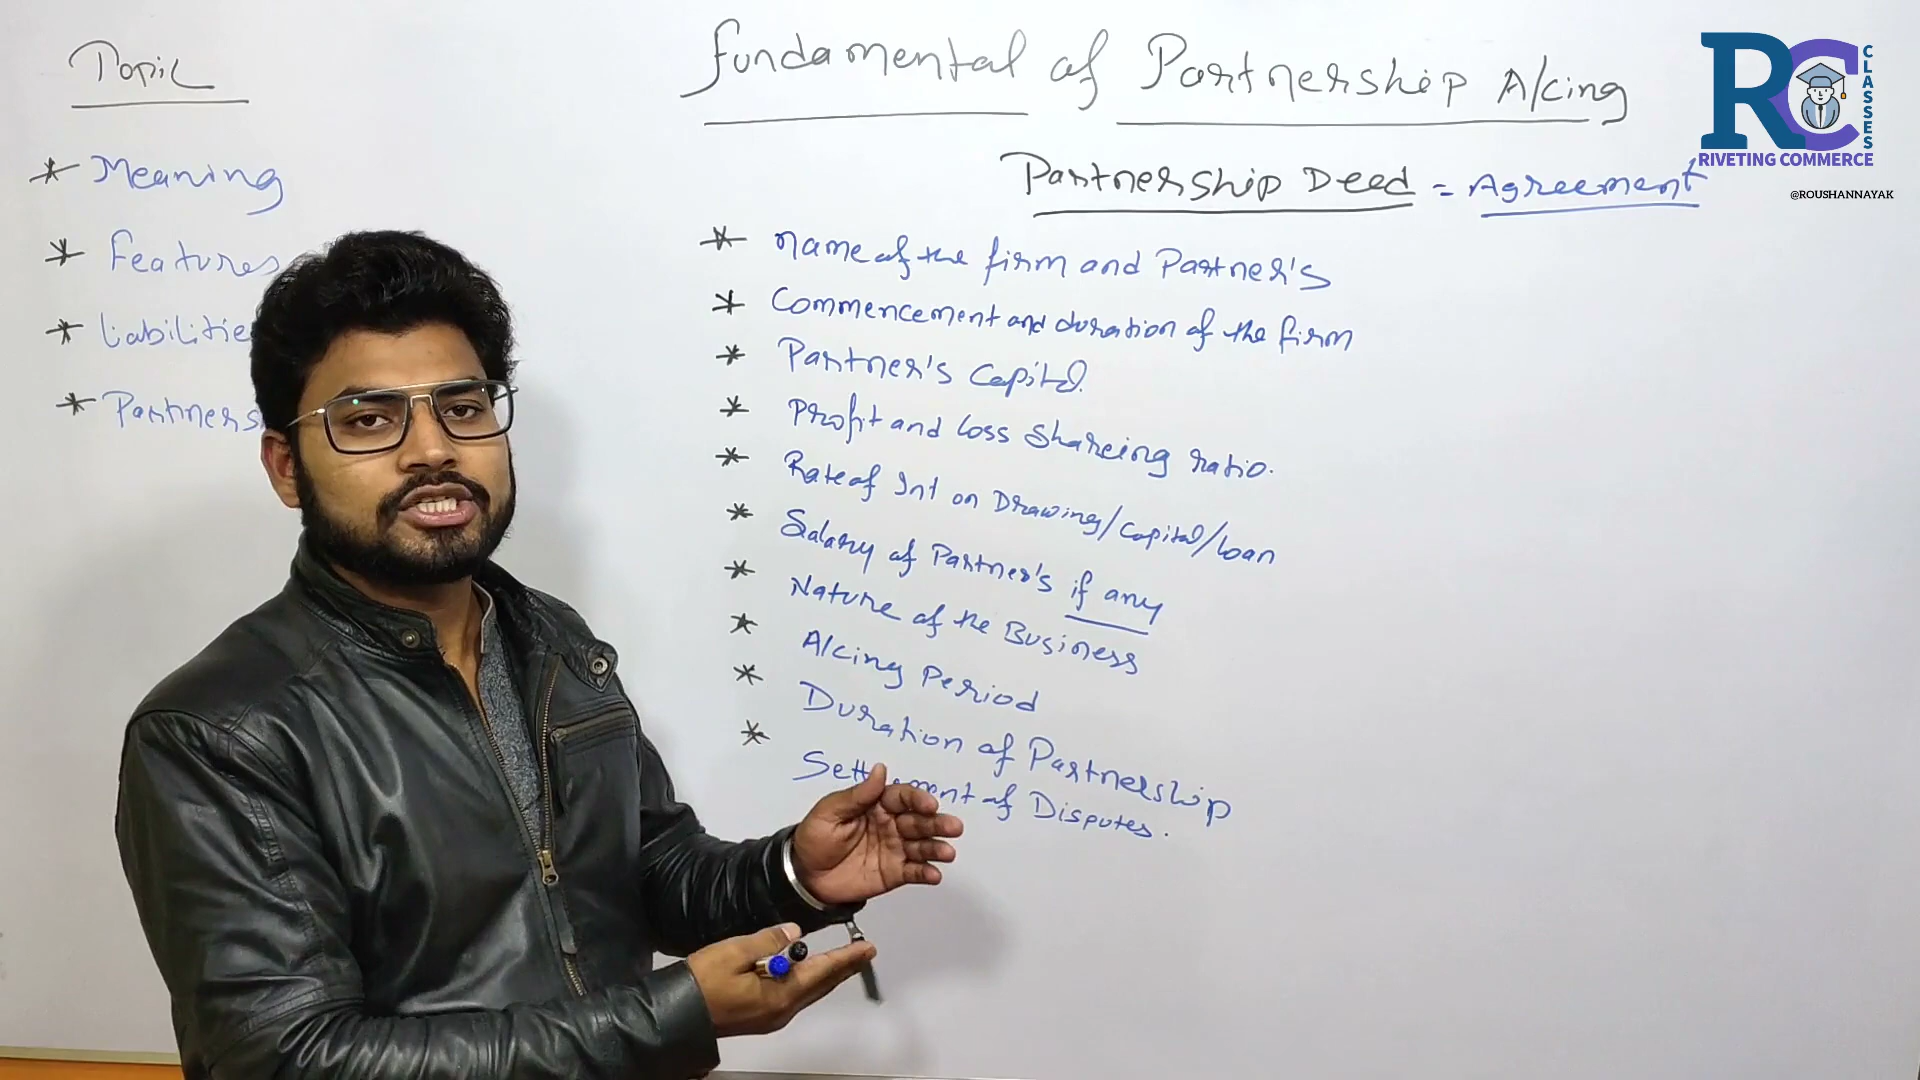 Topic
* Meaning
* Features
* Liabilitie
* Partners
Fundamental of Partnership A/cing
Partnership Deed = Agreement
* Name of the firm and Partner's
* Commencement and duration of the firm
* Partner's Capital.
* Profit and loss shareing ratio.
* Rate of Int on Drawing/Capital/loan
* Salary of Partner's if any
* Nature of the Business
* A/cing Period
* Duration of Partnership
* Settlement of Disputes.
RC CLASSES
RIVETING COMMERCE
@ROUSHANNAYAK